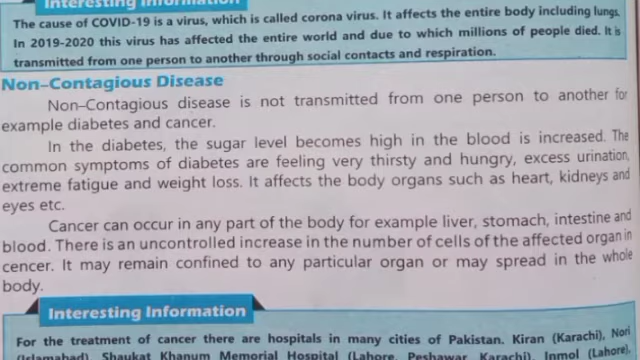 Interesting Information
The cause of COVID-19 is a virus, which is called corona virus. It affects the entire body including lungs.
In 2019-2020 this virus has affected the entire world and due to which millions of people died. It is
transmitted from one person to another through social contacts and respiration.
Non–Contagious Disease
Non–Contagious disease is not transmitted from one person to another for
example diabetes and cancer.
In the diabetes, the sugar level becomes high in the blood is increased. The
common symptoms of diabetes are feeling very thirsty and hungry, excess urination,
extreme fatigue and weight loss. It affects the body organs such as heart, kidneys and
eyes etc.
Cancer can occur in any part of the body for example liver, stomach, intestine and
blood. There is an uncontrolled increase in the number of cells of the affected organ in
cencer. It may remain confined to any particular organ or may spread in the whole
body.
Interesting Information
For the treatment of cancer there are hospitals in many cities of Pakistan. Kiran (Karachi), Nori
(Islamabad), Shaukat Khanum Memorial Hospital (Lahore, Peshawar, Karachi), Inmol (Lahore),